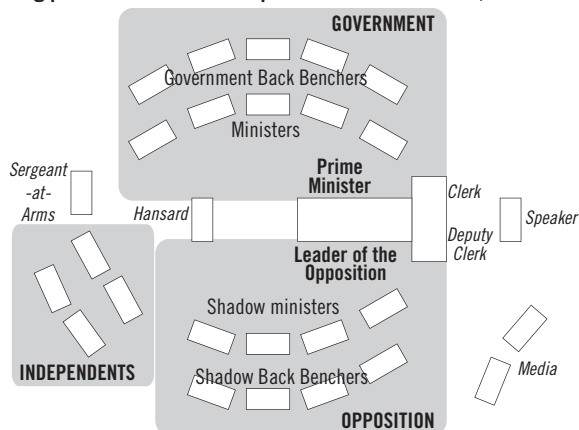 GOVERNMENT
Government Back Benchers
Ministers
Sergeant
-at-
Arms
Hansard
Prime
Minister
Clerk
Speaker
Leader of the
Opposition
Deputy
Clerk
Shadow ministers
Shadow Back Benchers
INDEPENDENTS
Media
OPPOSITION